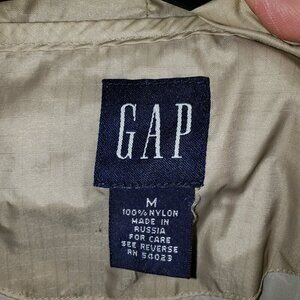 GAP
M
100% NYLON
MADE IN
RUSSIA
FOR CARE
SEE REVERSE
RN 54023